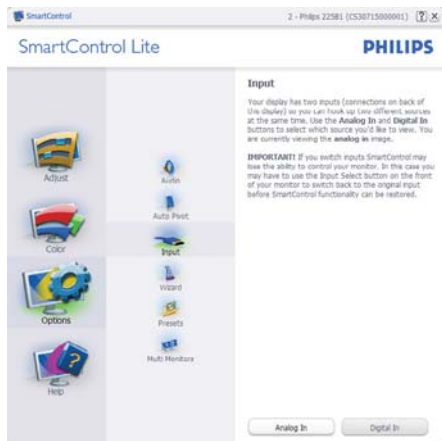 SmartControl
2 - Philips 225B1 (CS30715000001)
SmartControl Lite
PHILIPS
Adjust
Color
Options
Help
Audio
Auto Pivot
Input
Wizard
Presets
Multi Monitors
Input
Your display has two inputs (connections on back of
the display) so you can hook up two different sources
at the same time. Use the Analog In and Digital In
buttons to select which source you'd like to view. You
are currently viewing the analog in image.
IMPORTANT! If you switch inputs SmartControl may
lose the ability to control your monitor. In this case you
may have to use the Input Select button on the front
of your monitor to switch back to the original input
before SmartControl functionality can be restored.
Analog In
Digital In